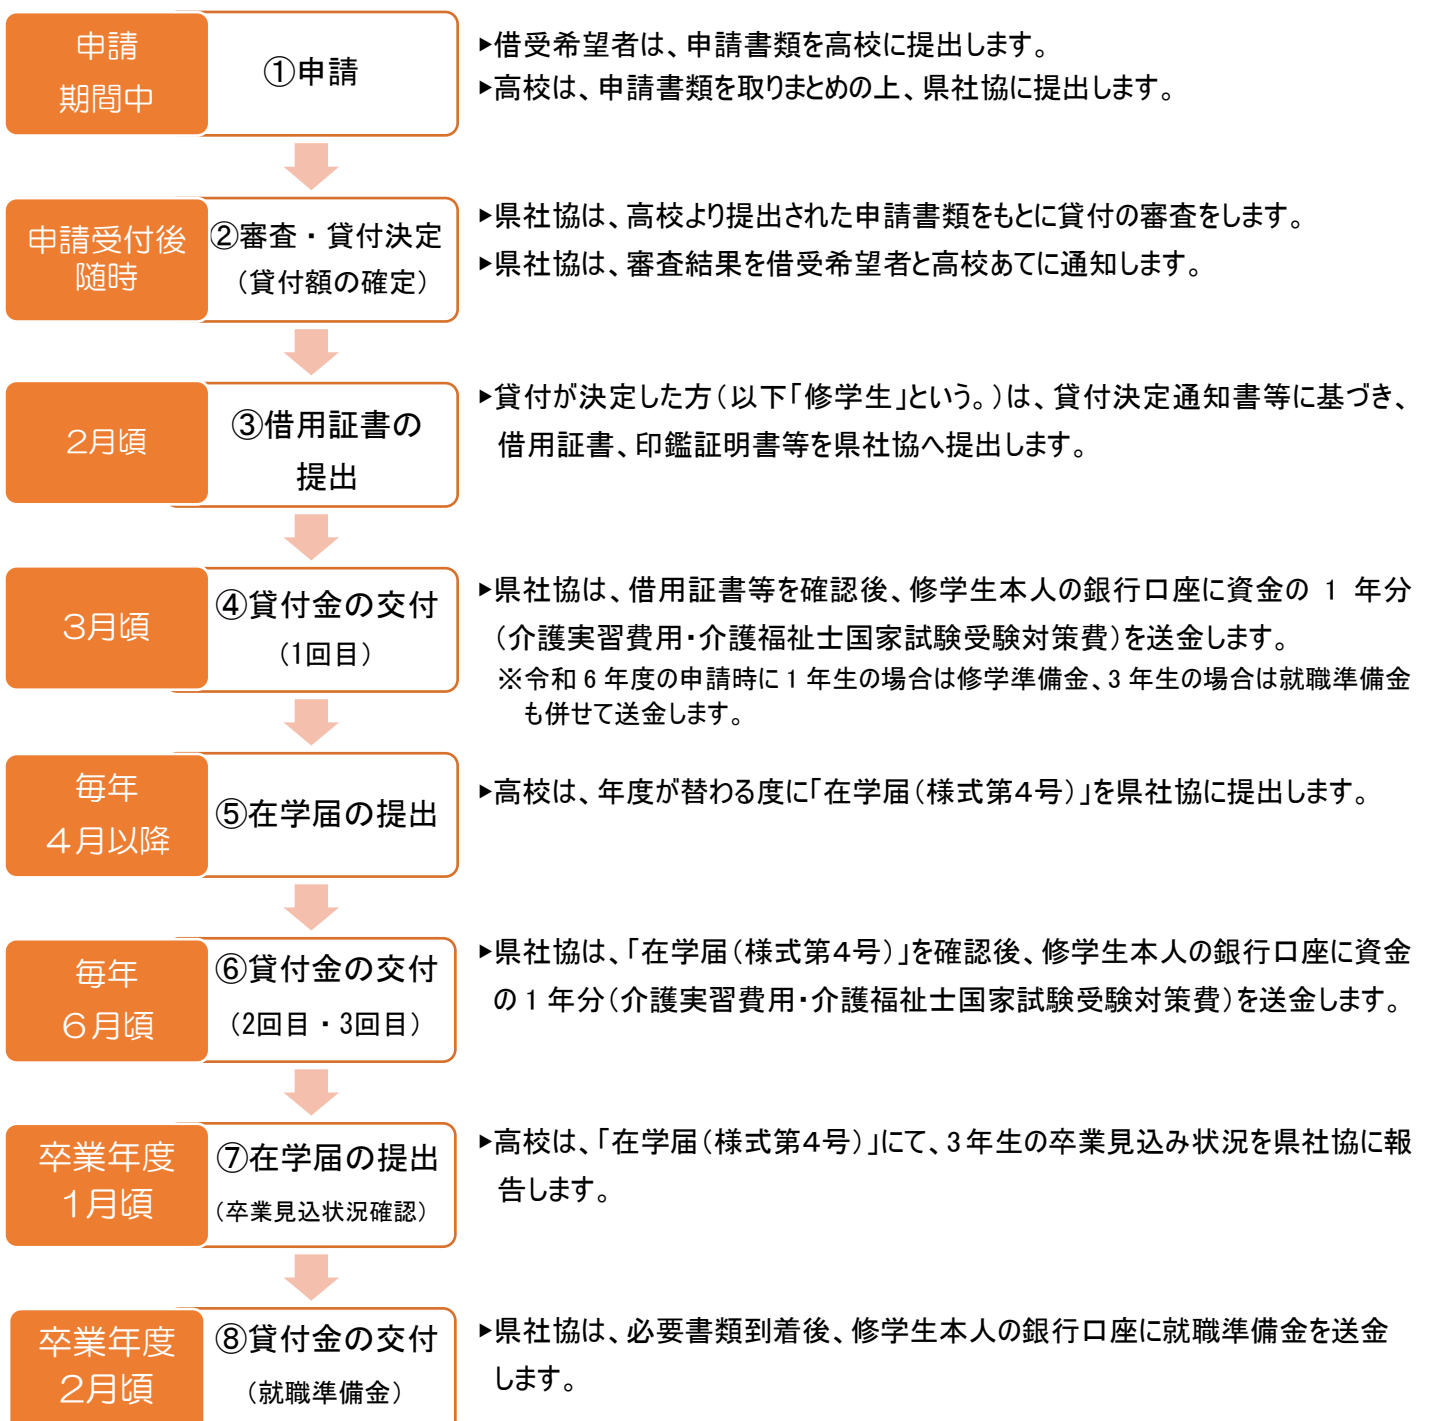 申請
期間中
①申請
▶借受希望者は、申請書類を高校に提出します。
▶高校は、申請書類を取りまとめの上、県社協に提出します。
申請受付後
随時
②審査・貸付決定
（貸付額の確定）
▶県社協は、高校より提出された申請書類をもとに貸付の審査をします。
▶県社協は、審査結果を借受希望者と高校あてに通知します。
2月頃
③借用証書の
提出
▶貸付が決定した方（以下「修学生」という。）は、貸付決定通知書等に基づき、
借用証書、印鑑証明書等を県社協へ提出します。
3月頃
④貸付金の交付
（1回目）
▶県社協は、借用証書等を確認後、修学生本人の銀行口座に資金の 1 年分
（介護実習費用・介護福祉士国家試験受験対策費）を送金します。
※令和 6 年度の申請時に 1 年生の場合は修学準備金、3 年生の場合は就職準備金
も併せて送金します。
毎年
４月以降
⑤在学届の提出
▶高校は、年度が替わる度に「在学届（様式第４号）」を県社協に提出します。
毎年
６月頃
⑥貸付金の交付
（2回目・3回目）
▶県社協は、「在学届（様式第４号）」を確認後、修学生本人の銀行口座に資金
の 1 年分（介護実習費用・介護福祉士国家試験受験対策費）を送金します。
卒業年度
1月頃
⑦在学届の提出
（卒業見込状況確認）
▶高校は、「在学届（様式第４号）」にて、3 年生の卒業見込み状況を県社協に報
告します。
卒業年度
2月頃
⑧貸付金の交付
（就職準備金）
▶県社協は、必要書類到着後、修学生本人の銀行口座に就職準備金を送金
します。